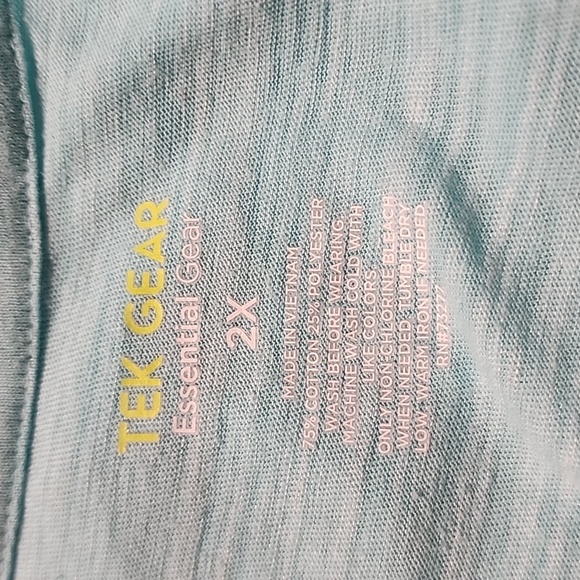 TEK GEAR
Essential Gear
2X
MADE IN VIETNAM
75% COTTON 25% POLYESTER
WASH BEFORE WEARING
MACHINE WASH COLD WITH
LIKE COLORS
ONLY NON-CHLORINE BLEACH
WHEN NEEDED TUMBLE DRY
LOW - WARM IRON IF NEEDED